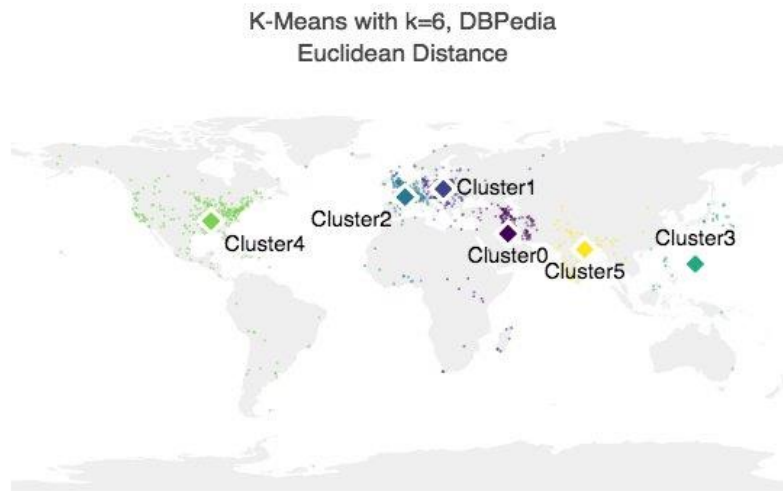 K-Means with k=6, DBPedia
Euclidean Distance
Cluster1
Cluster2
Cluster4
Cluster3
Cluster0
Cluster5